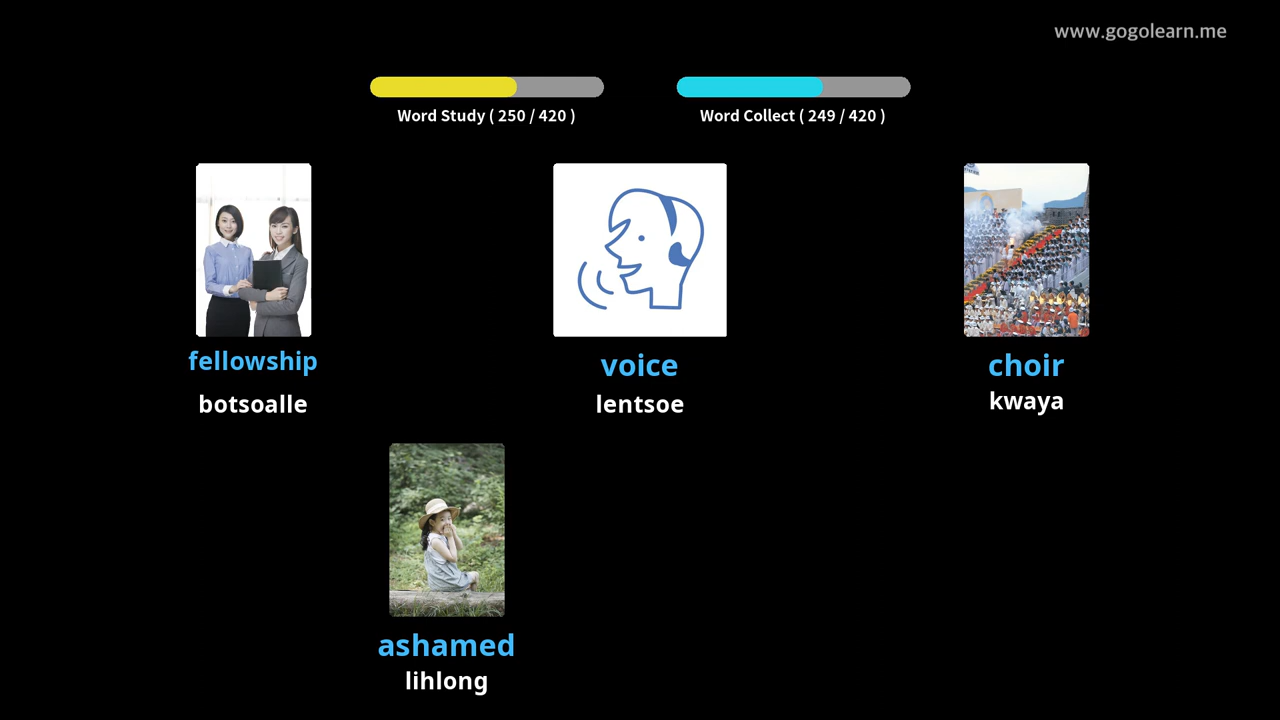 www.gogolearn.me
Word Study ( 250 / 420 )
Word Collect ( 249 / 420 )
fellowship
voice
choir
botsoalle
lentsoe
kwaya
ashamed
lihlong